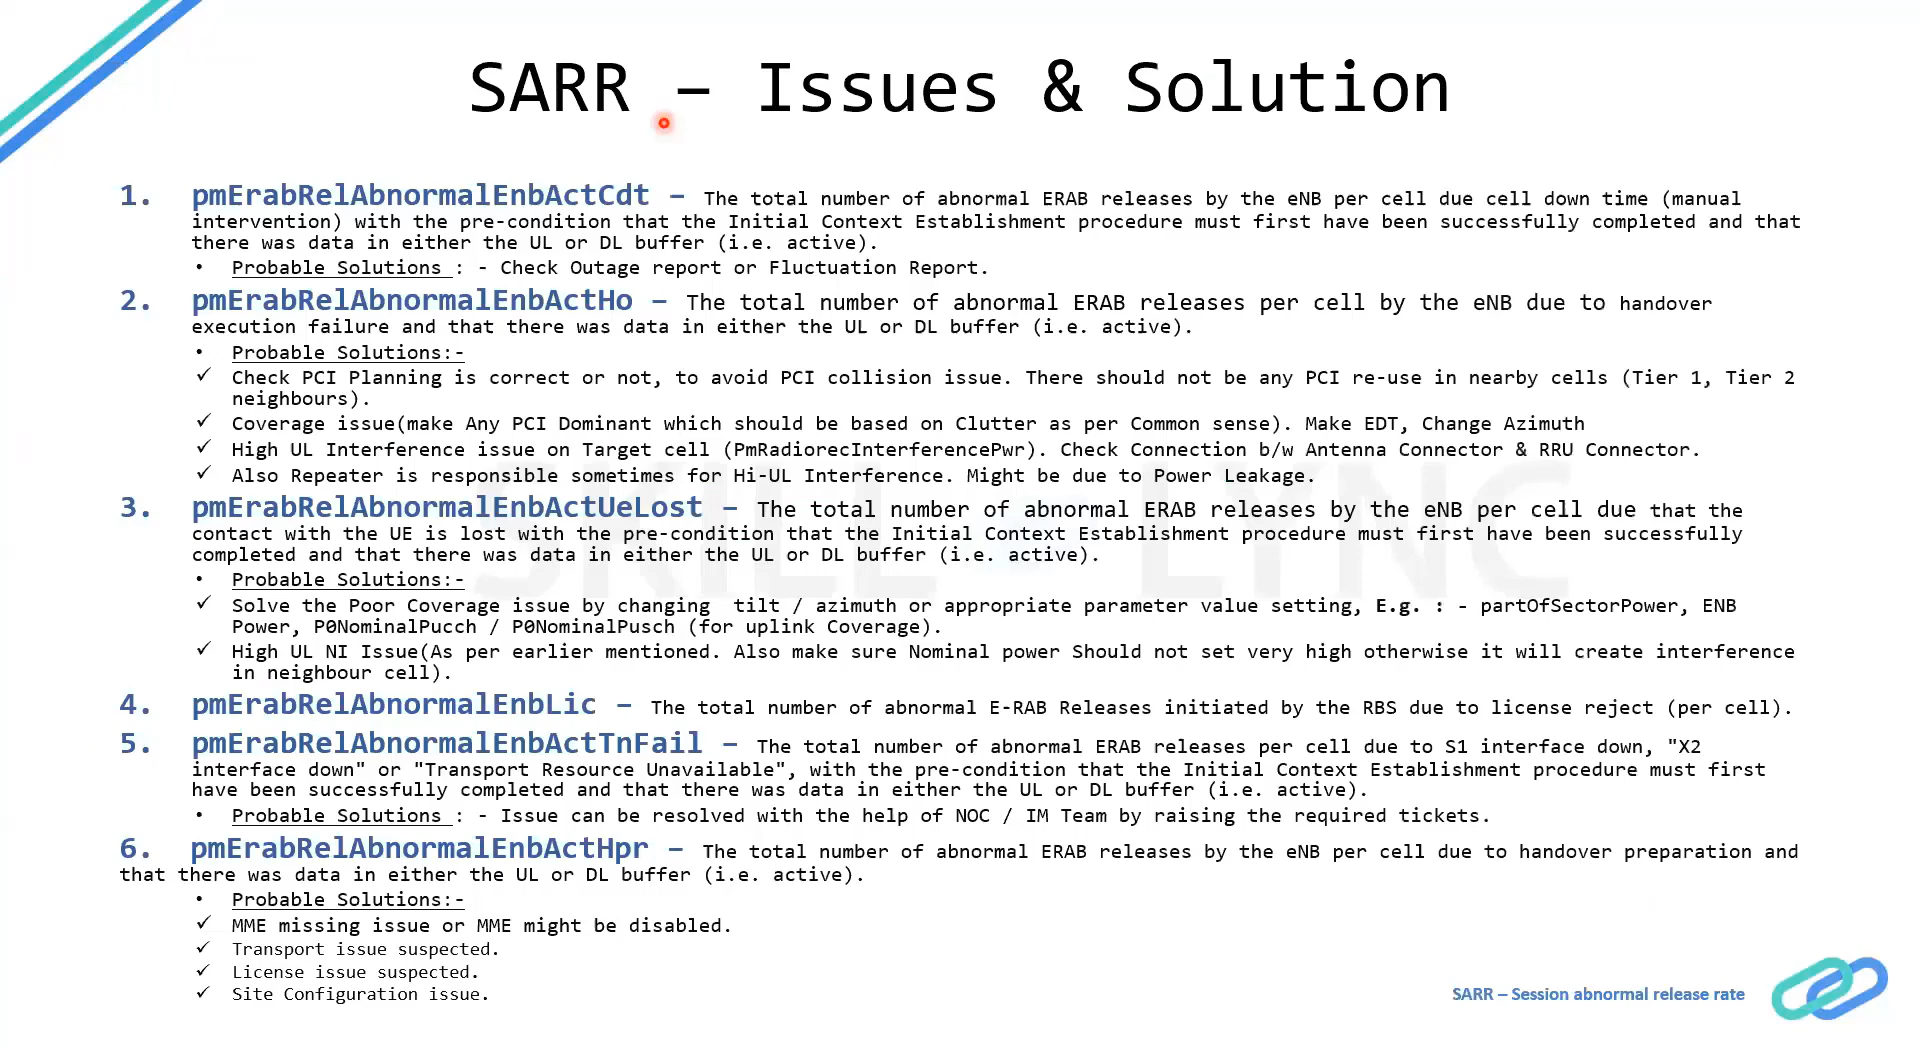 SARR – Issues & Solution
1. pmErabRelAbnormalEnbActCdt – The total number of abnormal ERAB releases by the eNB per cell due cell down time (manual
intervention) with the pre-condition that the Initial Context Establishment procedure must first have been successfully completed and that
there was data in either the UL or DL buffer (i.e. active).
• Probable Solutions : - Check Outage report or Fluctuation Report.
2. pmErabRelAbnormalEnbActHo – The total number of abnormal ERAB releases per cell by the eNB due to handover
execution failure and that there was data in either the UL or DL buffer (i.e. active).
• Probable Solutions:-
✓ Check PCI Planning is correct or not, to avoid PCI collision issue. There should not be any PCI re-use in nearby cells (Tier 1, Tier 2
neighbours).
✓ Coverage issue(make Any PCI Dominant which should be based on Clutter as per Common sense). Make EDT, Change Azimuth
✓ High UL Interference issue on Target cell (PmRadiorecInterferencePwr). Check Connection b/w Antenna Connector & RRU Connector.
✓ Also Repeater is responsible sometimes for Hi-UL Interference. Might be due to Power Leakage.
SKILL LYNC
3. pmErabRelAbnormalEnbActUeLost – The total number of abnormal ERAB releases by the eNB per cell due that the
contact with the UE is lost with the pre-condition that the Initial Context Establishment procedure must first have been successfully
completed and that there was data in either the UL or DL buffer (i.e. active).
• Probable Solutions:-
✓ Solve the Poor Coverage issue by changing  tilt / azimuth or appropriate parameter value setting, E.g. : - partOfSectorPower, ENB
Power, P0NominalPucch / P0NominalPusch (for uplink Coverage).
✓ High UL NI Issue(As per earlier mentioned. Also make sure Nominal power Should not set very high otherwise it will create interference
in neighbour cell).
4. pmErabRelAbnormalEnbLic – The total number of abnormal E-RAB Releases initiated by the RBS due to license reject (per cell).
5. pmErabRelAbnormalEnbActTnFail – The total number of abnormal ERAB releases per cell due to S1 interface down, "X2
interface down" or "Transport Resource Unavailable", with the pre-condition that the Initial Context Establishment procedure must first
have been successfully completed and that there was data in either the UL or DL buffer (i.e. active).
• Probable Solutions : - Issue can be resolved with the help of NOC / IM Team by raising the required tickets.
6. pmErabRelAbnormalEnbActHpr – The total number of abnormal ERAB releases by the eNB per cell due to handover preparation and
that there was data in either the UL or DL buffer (i.e. active).
• Probable Solutions:-
✓ MME missing issue or MME might be disabled.
✓ Transport issue suspected.
✓ License issue suspected.
✓ Site Configuration issue.
SARR – Session abnormal release rate